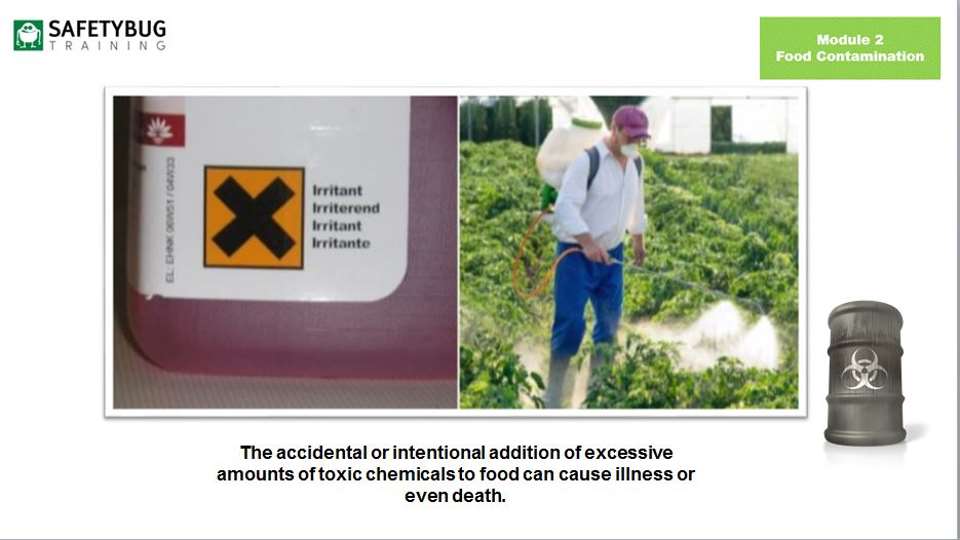 SAFETYBUG
TRAINING
Module 2
Food Contamination
Irritant
Irriterend
Irritant
Irritante
The accidental or intentional addition of excessive
amounts of toxic chemicals to food can cause illness or
even death.